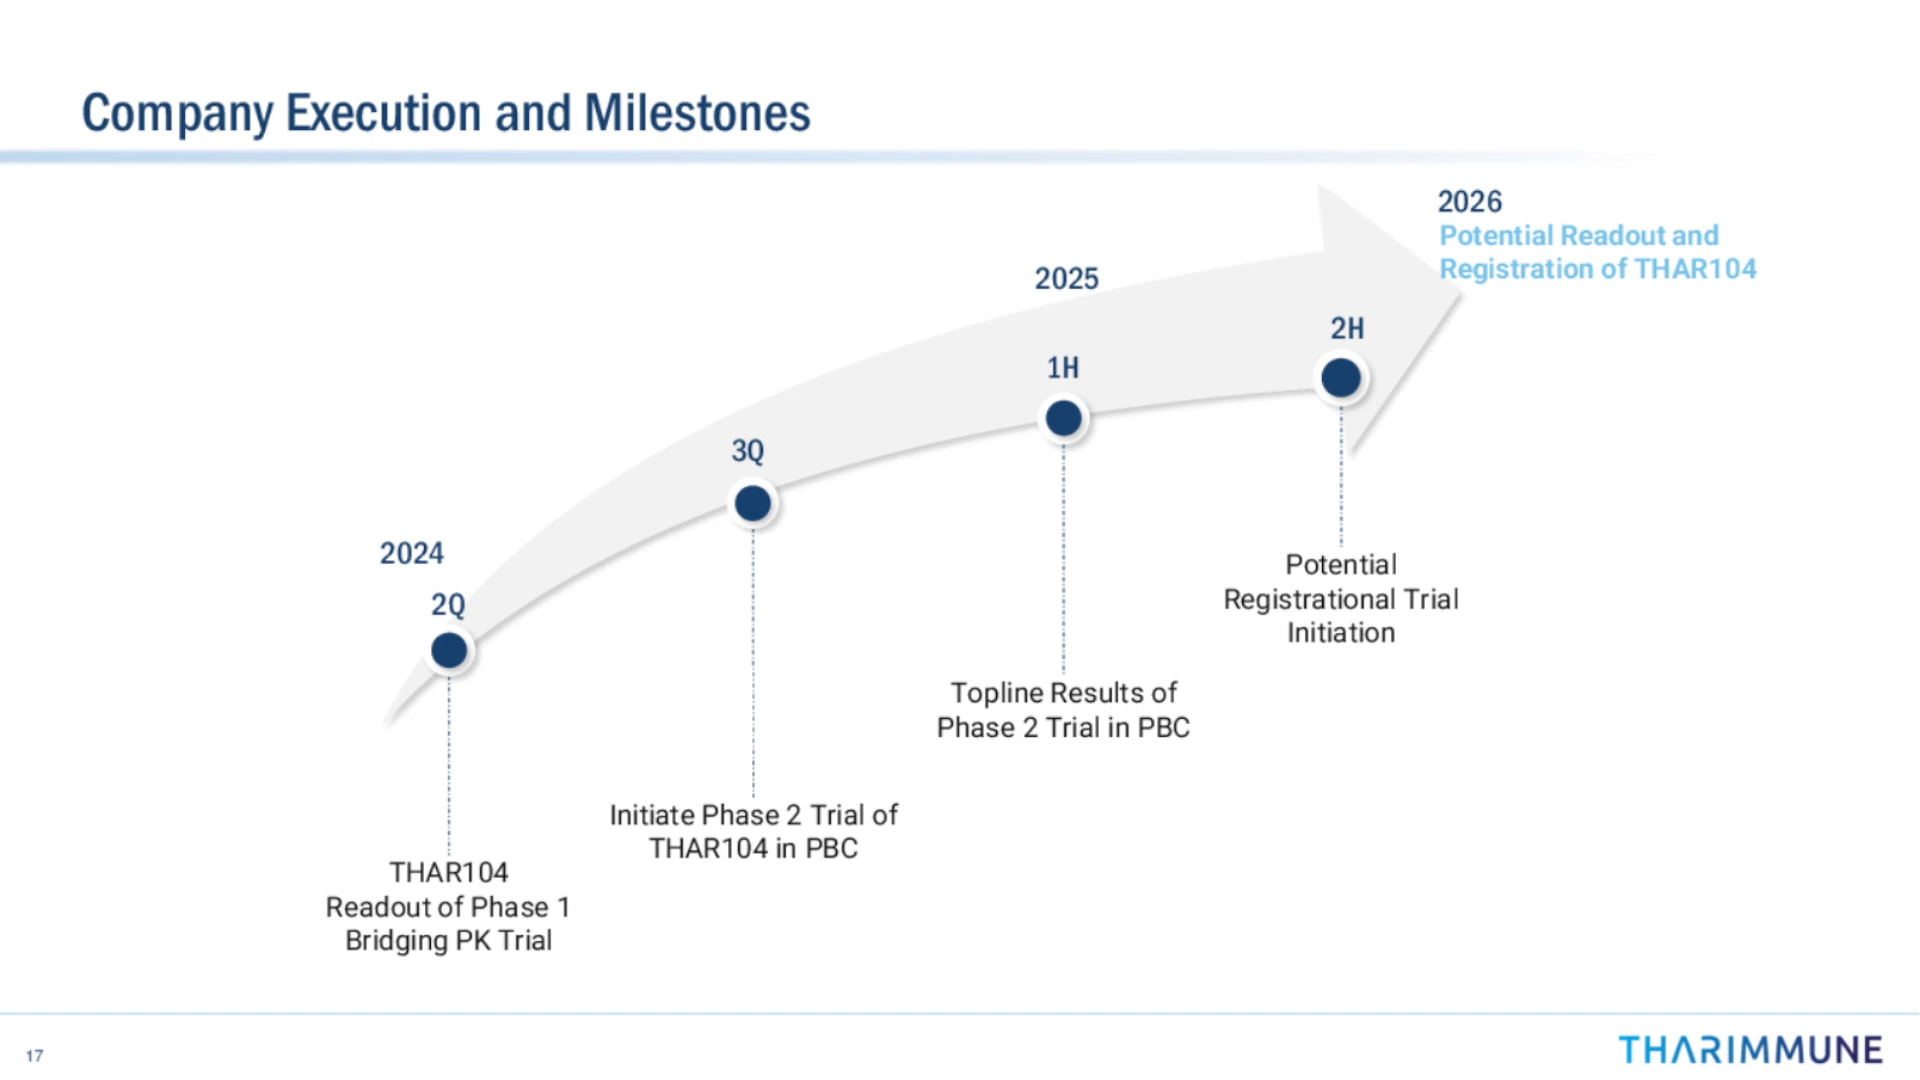 Company Execution and Milestones
2026
Potential Readout and
Registration of THAR104
2025
2H
1H
3Q
2024
2Q
Potential
Registrational Trial
Initiation
Topline Results of
Phase 2 Trial in PBC
Initiate Phase 2 Trial of
THAR104 in PBC
THAR104
Readout of Phase 1
Bridging PK Trial
17
THARIMMUNE